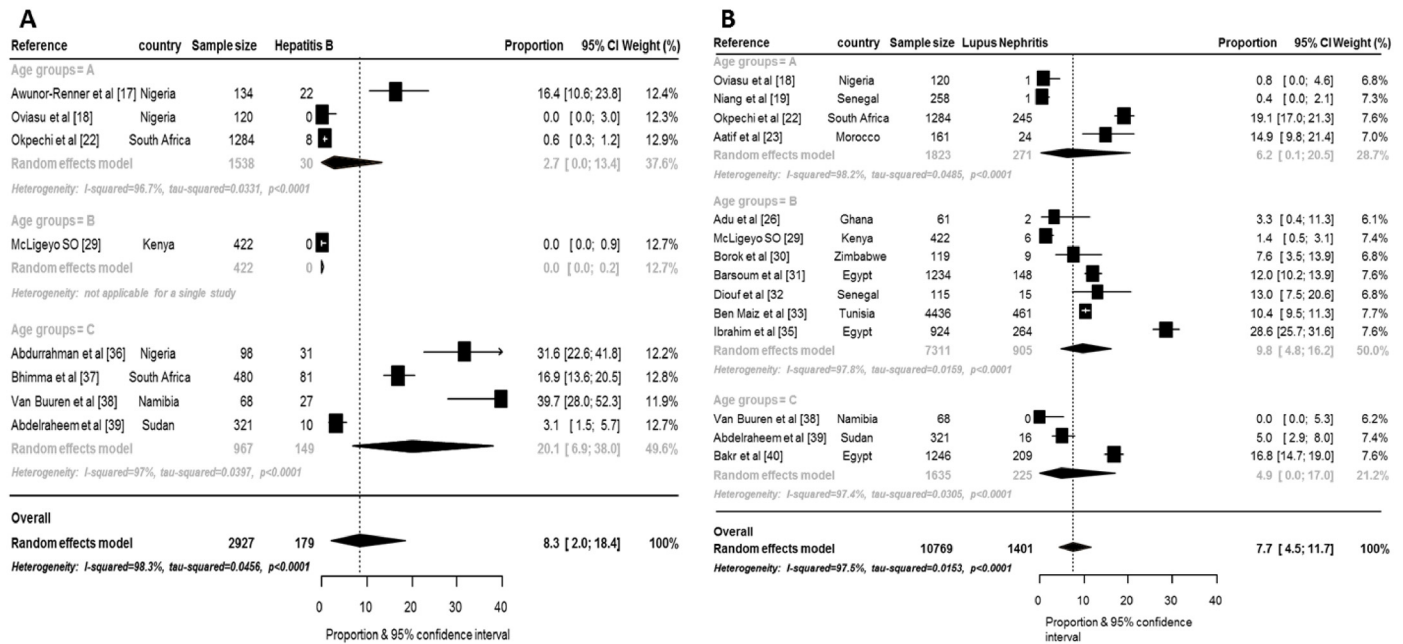 A
Reference country Sample size Hepatitis B Proportion 95% CI Weight (%)
Age groups= A
Awunor-Renner et al [17] Nigeria 134 22 16.4 [10.6; 23.8] 12.4%
Oviasu et al [18] Nigeria 120 0 0.0 [0.0; 3.0] 12.3%
Okpechi et al [22] South Africa 1284 8 0.6 [0.3; 1.2] 12.9%
Random effects model 1538 30 2.7 [0.0; 13.4] 37.6%
Heterogeneity: I-squared=96.7%, tau-squared=0.0331, p<0.0001
Age groups= B
McLigeyo SO [29] Kenya 422 0 0.0 [0.0; 0.9] 12.7%
Random effects model 422 0 0.0 [0.0; 0.2] 12.7%
Heterogeneity: not applicable for a single study
Age groups= C
Abdurrahman et al [36] Nigeria 98 31 31.6 [22.6; 41.8] 12.2%
Bhimma et al [37] South Africa 480 81 16.9 [13.6; 20.5] 12.8%
Van Buuren et al [38] Namibia 68 27 39.7 [28.0; 52.3] 11.9%
Abdelraheem et al [39] Sudan 321 10 3.1 [1.5; 5.7] 12.7%
Random effects model 967 149 20.1 [6.9; 38.0] 49.6%
Heterogeneity: I-squared=97%, tau-squared=0.0397, p<0.0001
Overall
Random effects model 2927 179 8.3 [2.0; 18.4] 100%
Heterogeneity: I-squared=98.3%, tau-squared=0.0456, p<0.0001
0 10 20 30 40
Proportion & 95% confidence interval
B
Reference country Sample size Lupus Nephritis Proportion 95% CI Weight (%)
Age groups= A
Oviasu et al [18] Nigeria 120 1 0.8 [0.0; 4.6] 6.8%
Niang et al [19] Senegal 258 1 0.4 [0.0; 2.1] 7.3%
Okpechi et al [22] South Africa 1284 245 19.1 [17.0; 21.3] 7.6%
Aatif et al [23] Morocco 161 24 14.9 [9.8; 21.4] 7.0%
Random effects model 1823 271 6.2 [0.1; 20.5] 28.7%
Heterogeneity: I-squared=98.2%, tau-squared=0.0485, p<0.0001
Age groups= B
Adu et al [26] Ghana 61 2 3.3 [0.4; 11.3] 6.1%
McLigeyo SO [29] Kenya 422 6 1.4 [0.5; 3.1] 7.4%
Borok et al [30] Zimbabwe 119 9 7.6 [3.5; 13.9] 6.8%
Barsoum et al [31] Egypt 1234 148 12.0 [10.2; 13.9] 7.6%
Diouf et al [32 Senegal 115 15 13.0 [7.5; 20.6] 6.8%
Ben Maiz et al [33] Tunisia 4436 461 10.4 [9.5; 11.3] 7.7%
Ibrahim et al [35] Egypt 924 264 28.6 [25.7; 31.6] 7.6%
Random effects model 7311 905 9.8 [4.8; 16.2] 50.0%
Heterogeneity: I-squared=97.8%, tau-squared=0.0159, p<0.0001
Age groups= C
Van Buuren et al [38] Namibia 68 0 0.0 [0.0; 5.3] 6.2%
Abdelraheem et al [39] Sudan 321 16 5.0 [2.9; 8.0] 7.4%
Bakr et al [40] Egypt 1246 209 16.8 [14.7; 19.0] 7.6%
Random effects model 1635 225 4.9 [0.0; 17.0] 21.2%
Heterogeneity: I-squared=97.4%, tau-squared=0.0305, p<0.0001
Overall
Random effects model 10769 1401 7.7 [4.5; 11.7] 100%
Heterogeneity: I-squared=97.5%, tau-squared=0.0153, p<0.0001
0 10 20 30 40
Proportion & 95% confidence
interval